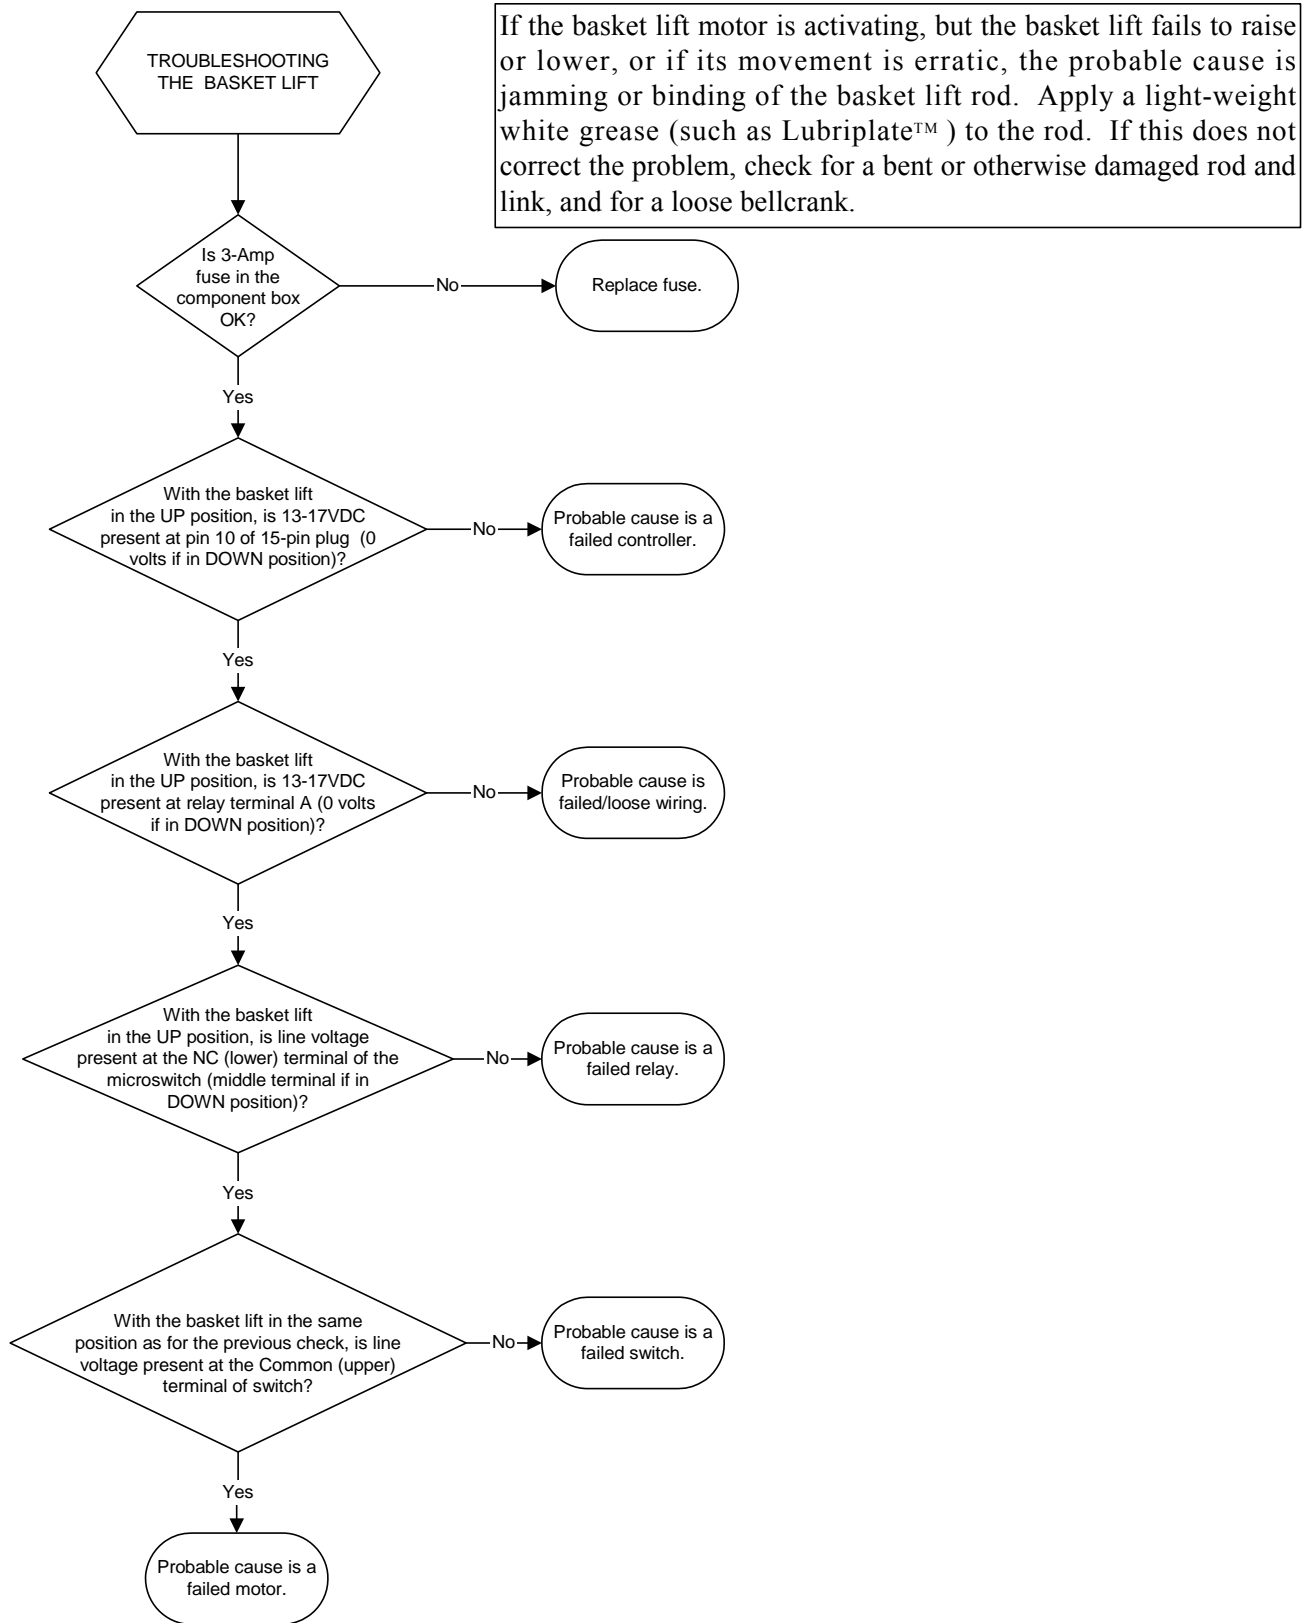 TROUBLESHOOTING
THE BASKET LIFT
If the basket lift motor is activating, but the basket lift fails to raise
or lower, or if its movement is erratic, the probable cause is
jamming or binding of the basket lift rod. Apply a light-weight
white grease (such as Lubriplate™ ) to the rod. If this does not
correct the problem, check for a bent or otherwise damaged rod and
link, and for a loose bellcrank.
Is 3-Amp
fuse in the
component box
OK?
No
Replace fuse.
Yes
With the basket lift
in the UP position, is 13-17VDC
present at pin 10 of 15-pin plug (0
volts if in DOWN position)?
No
Probable cause is a
failed controller.
Yes
With the basket lift
in the UP position, is 13-17VDC
present at relay terminal A (0 volts
if in DOWN position)?
No
Probable cause is
failed/loose wiring.
Yes
With the basket lift
in the UP position, is line voltage
present at the NC (lower) terminal of the
microswitch (middle terminal if in
DOWN position)?
No
Probable cause is a
failed relay.
Yes
With the basket lift in the same
position as for the previous check, is line
voltage present at the Common (upper)
terminal of switch?
No
Probable cause is a
failed switch.
Yes
Probable cause is a
failed motor.